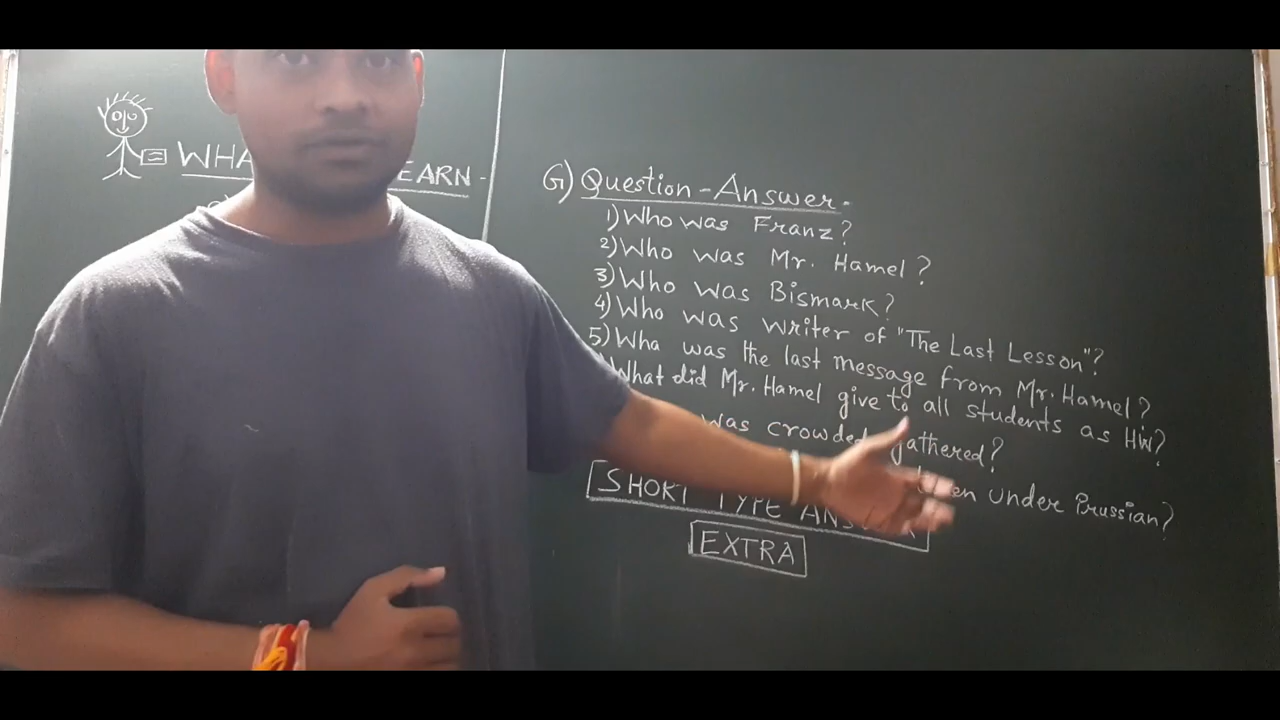 WHA EARN -
G) Question-Answer.
1) Who was Franz?
2) Who was Mr. Hamel?
3) Who was Bismark?
4) Who was writer of "The Last Lesson"?
5) Wha was the last message from Mr. Hamel?
What did Mr. Hamel give to all students as HW?
was crowded gathered?
under Prussian?
SHORT TYPE
EXTRA